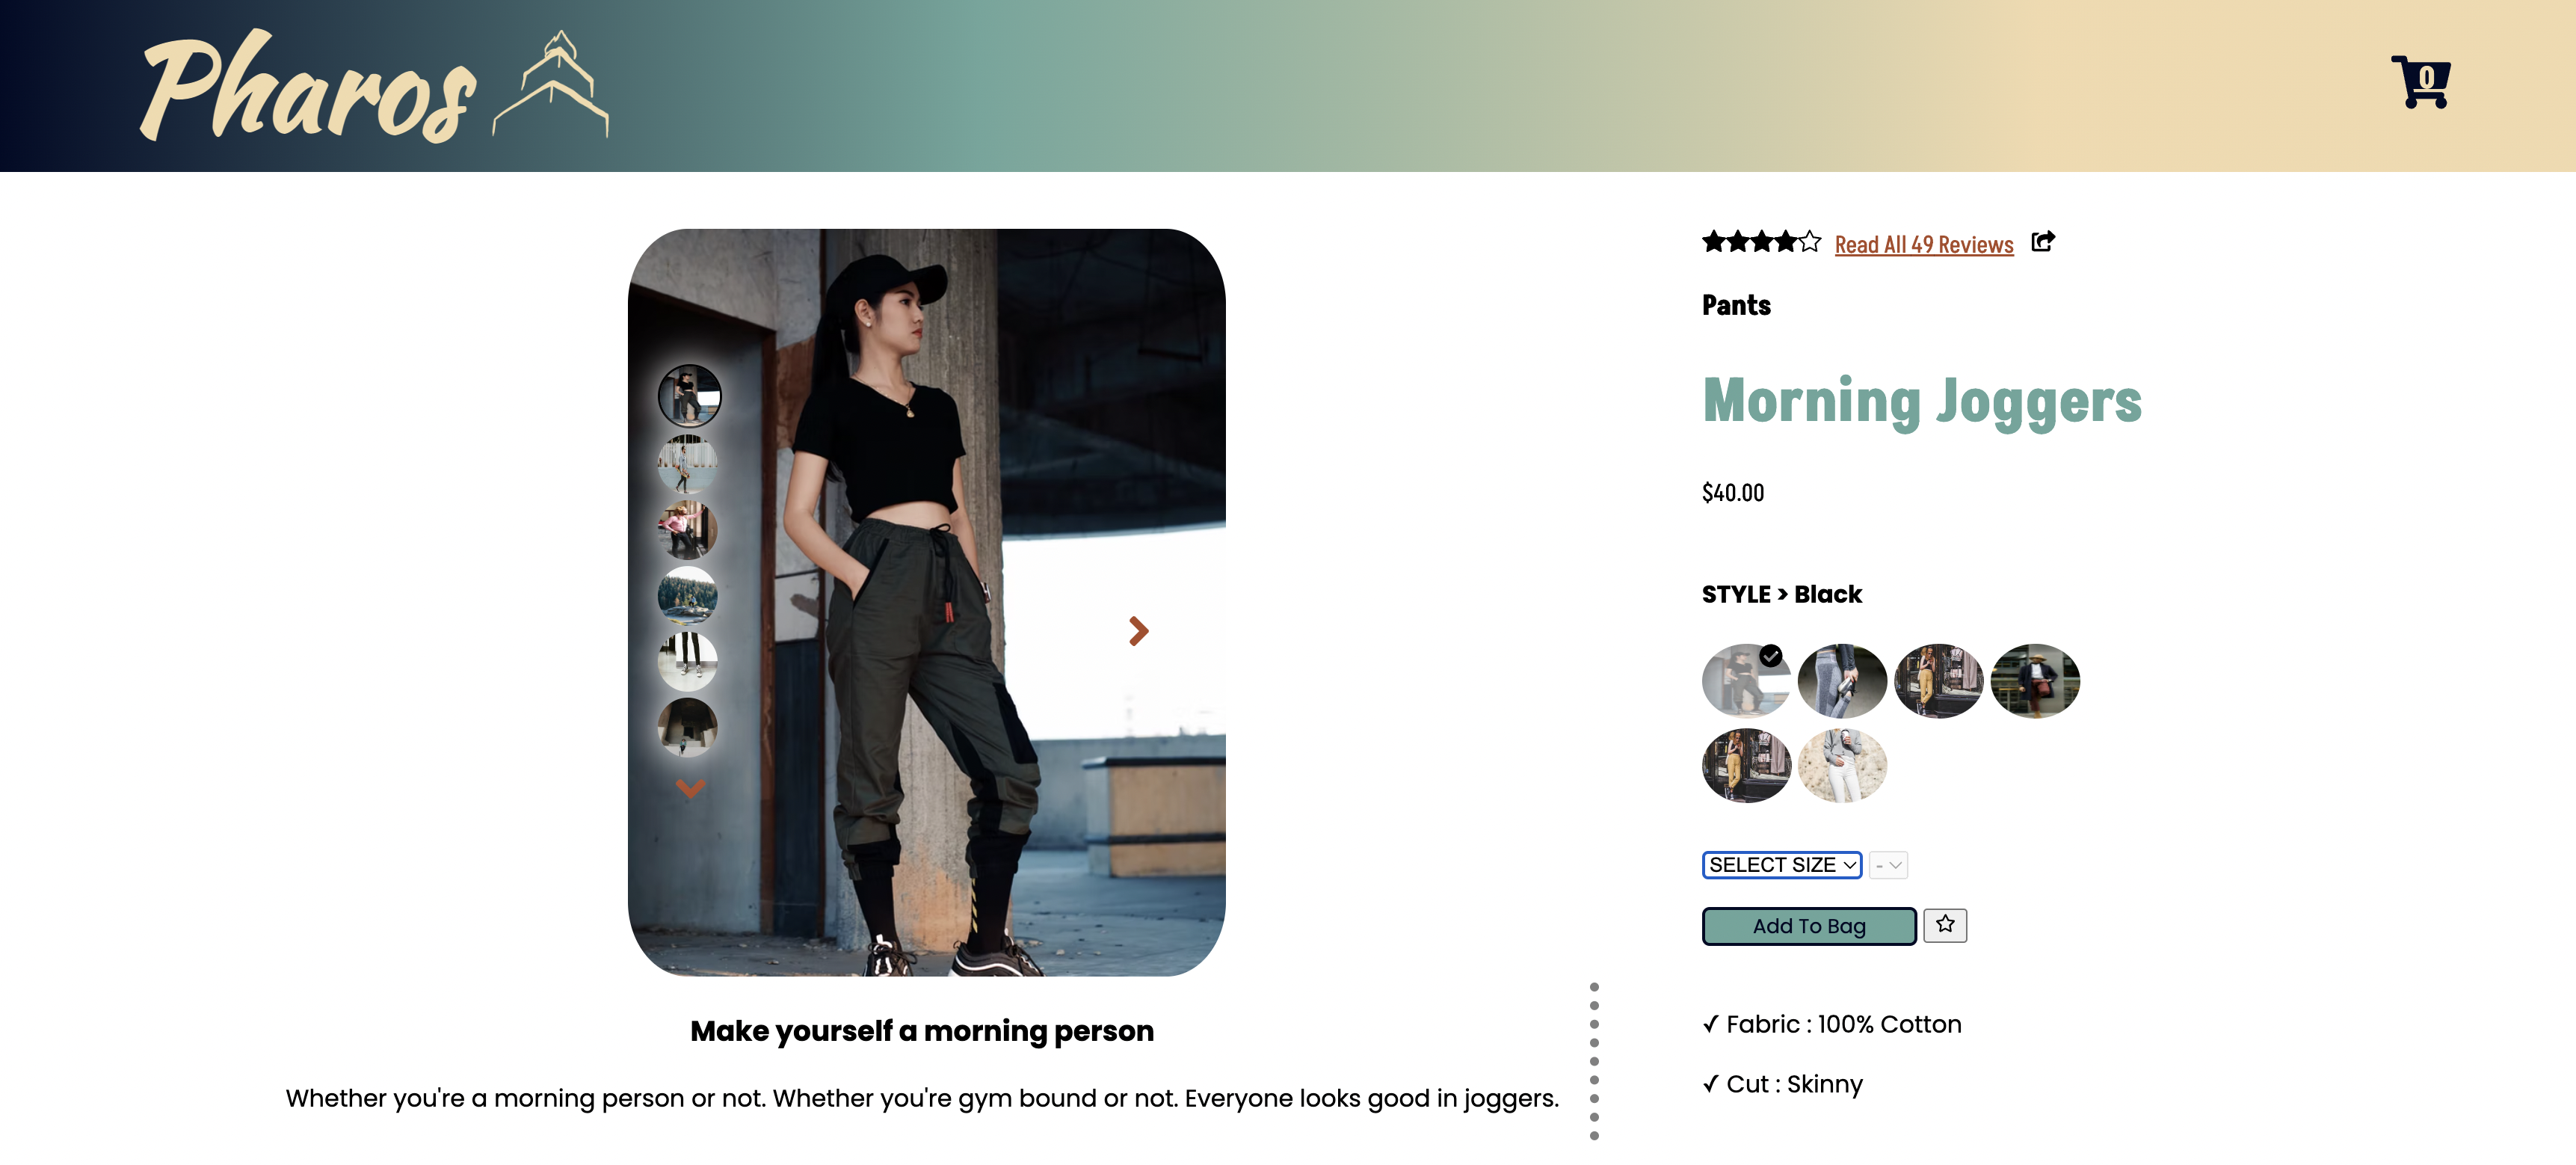 Pharos
0
Read All 49 Reviews
Pants
Morning Joggers
$40.00
STYLE > Black
SELECT SIZE
-
Add To Bag
Make yourself a morning person
Whether you're a morning person or not. Whether you're gym bound or not. Everyone looks good in joggers.
✓ Fabric : 100% Cotton
✓ Cut : Skinny